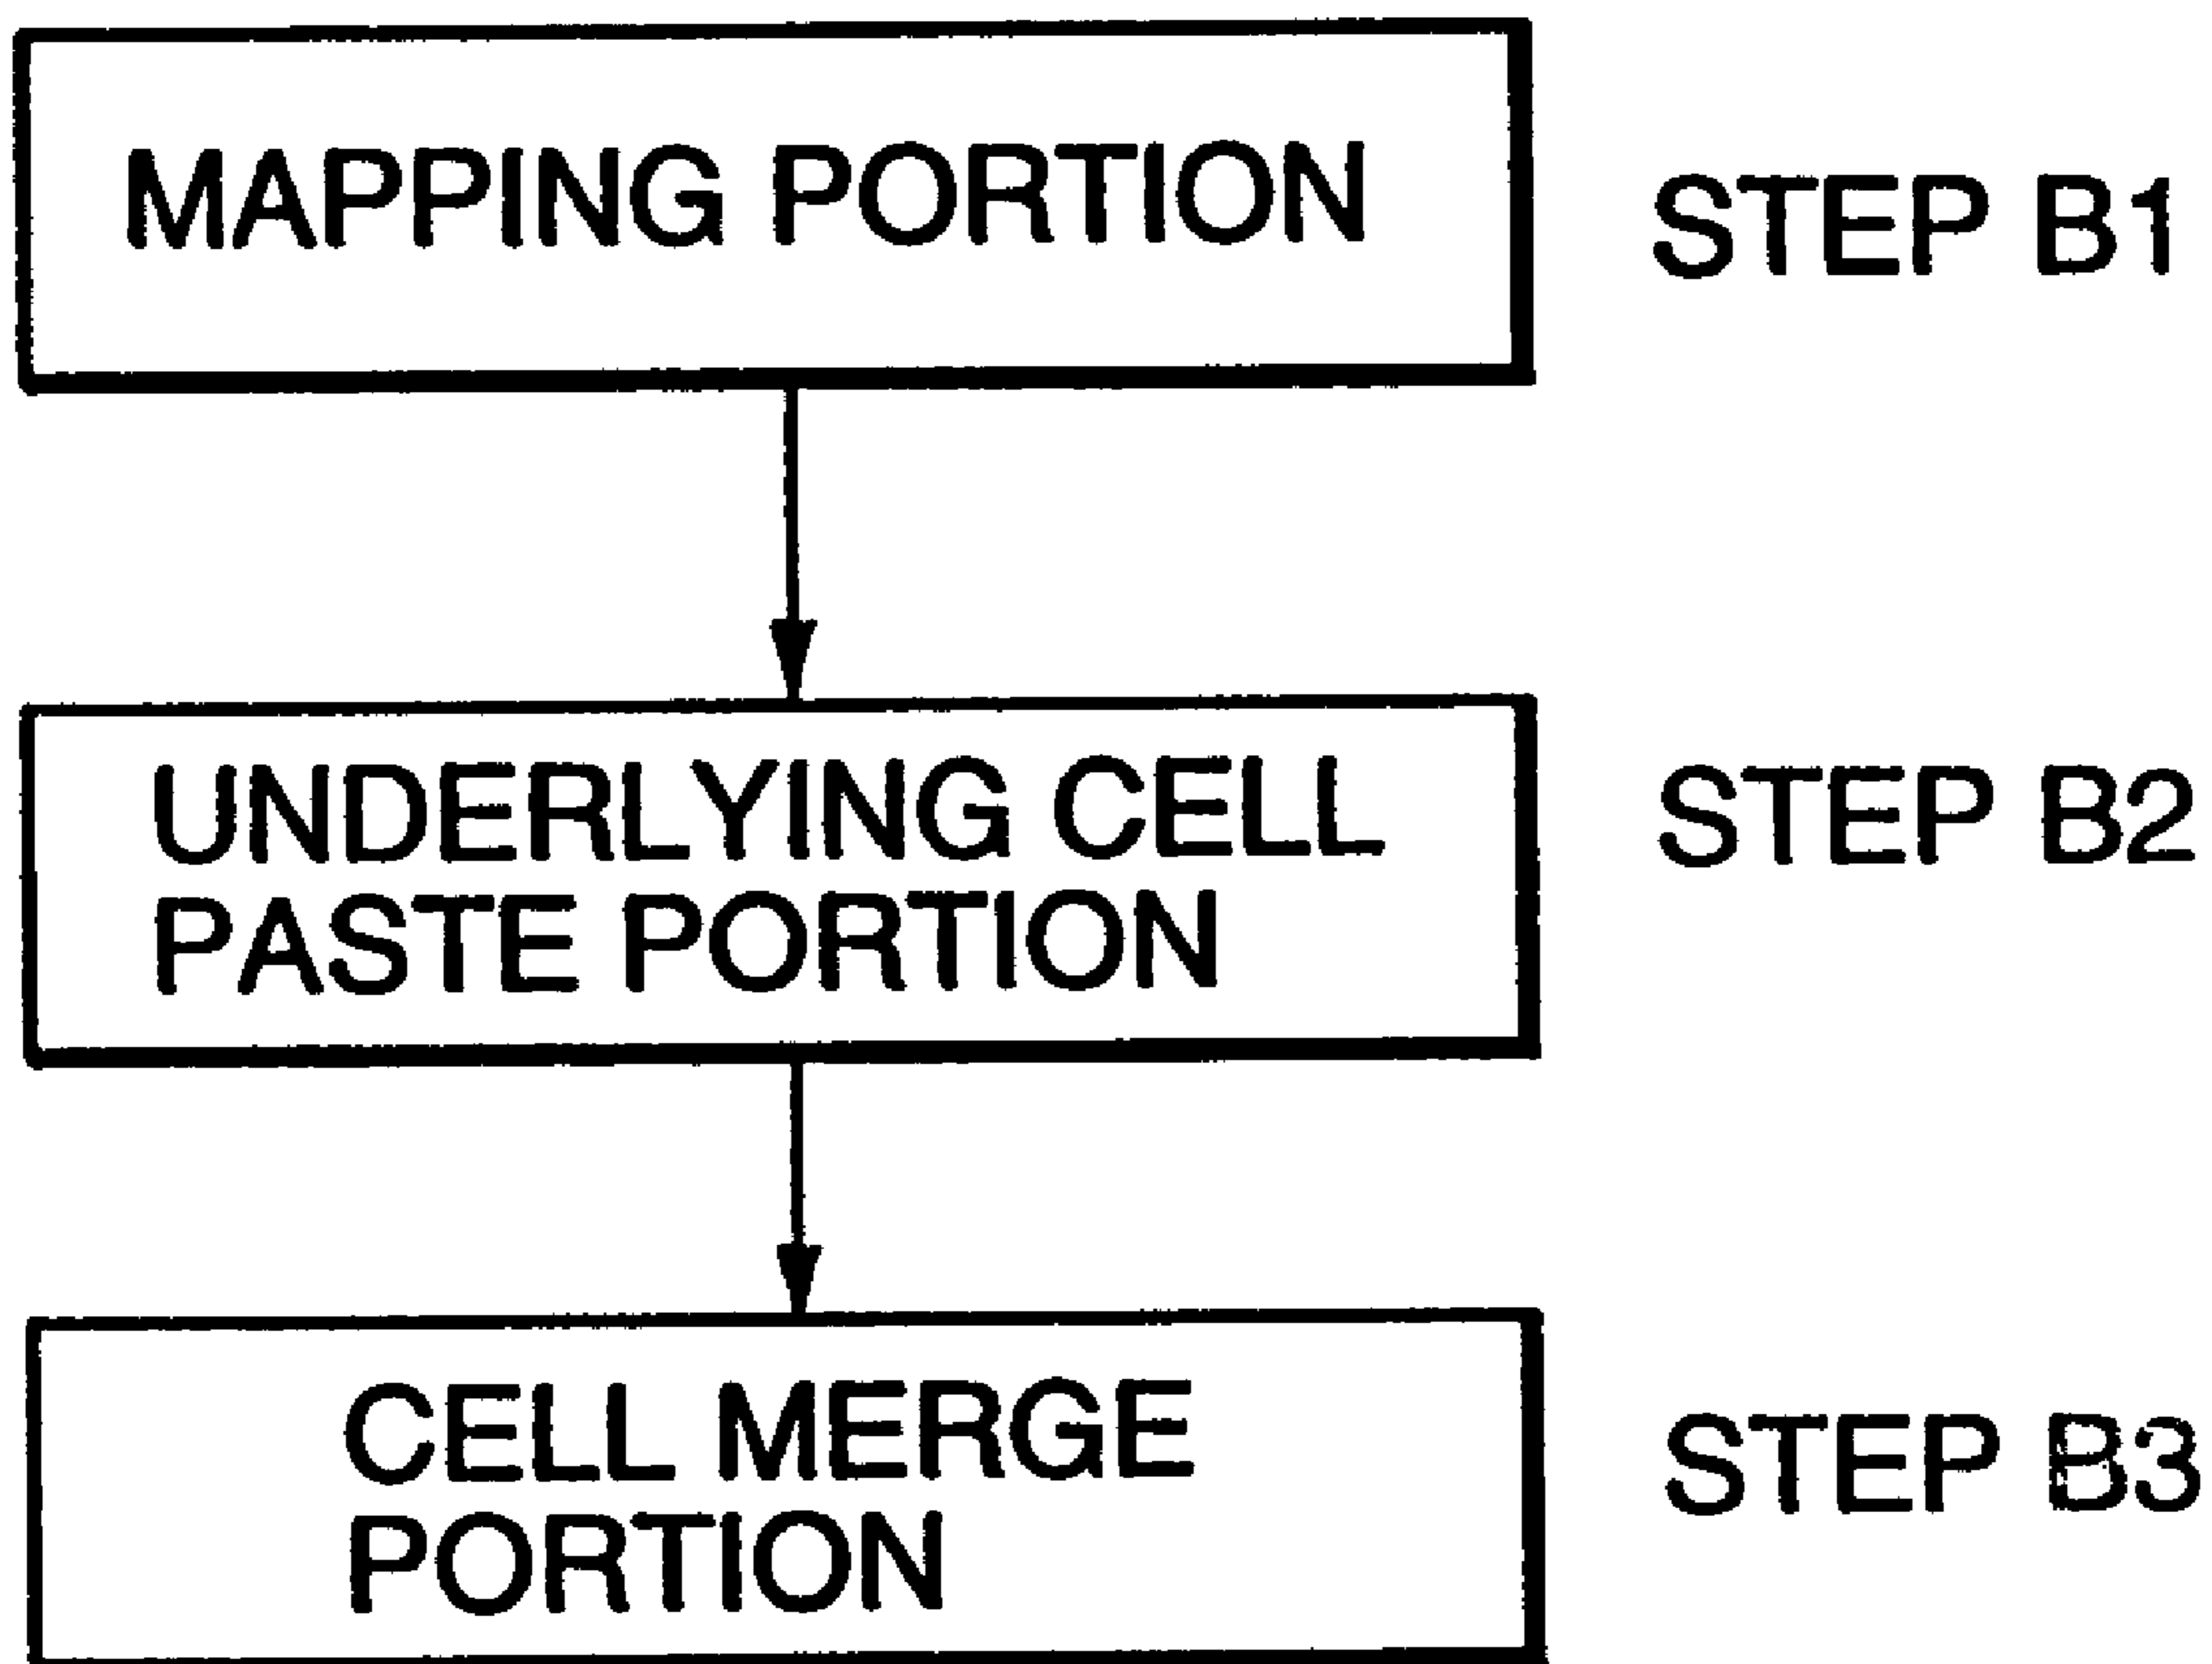 MAPPING PORTION
STEP B1
UNDERLYING CELL
PASTE PORTION
STEP B2
CELL MERGE
PORTION
STEP B3